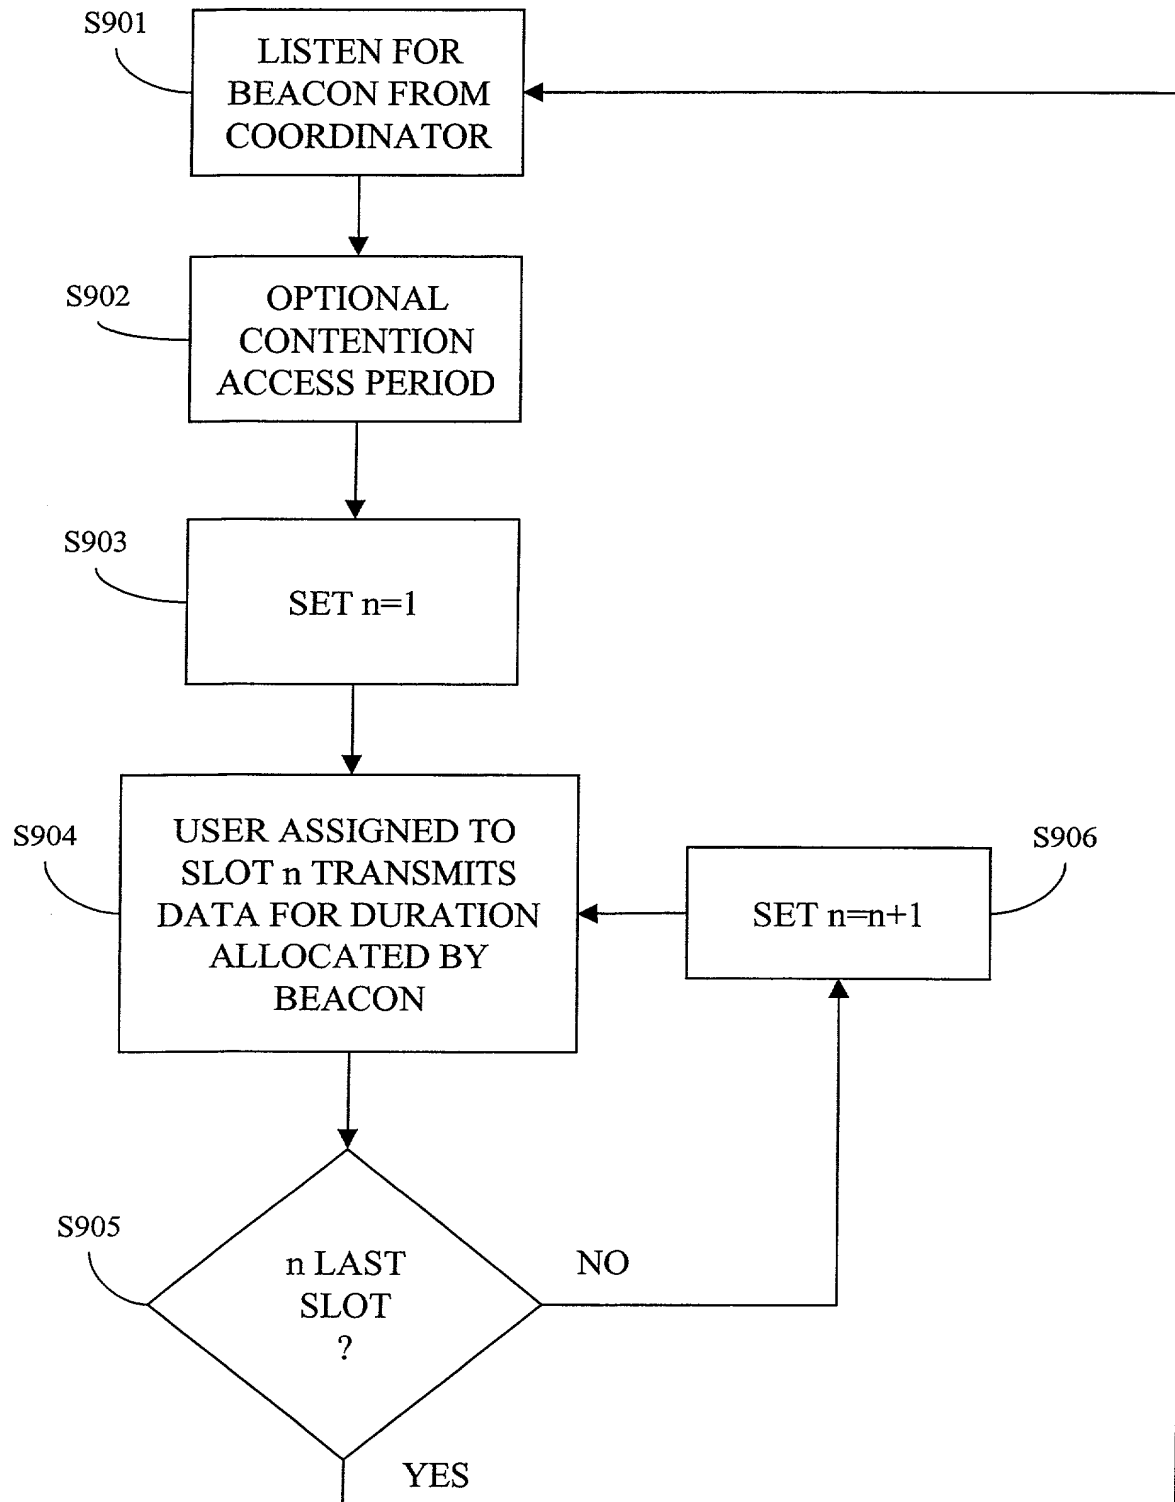 S901
LISTEN FOR
BEACON FROM
COORDINATOR
S902
OPTIONAL
CONTENTION
ACCESS PERIOD
S903
SET n=1
S904
USER ASSIGNED TO
SLOT n TRANSMITS
DATA FOR DURATION
ALLOCATED BY
BEACON
S906
SET n=n+1
S905
n LAST
SLOT
?
NO
YES